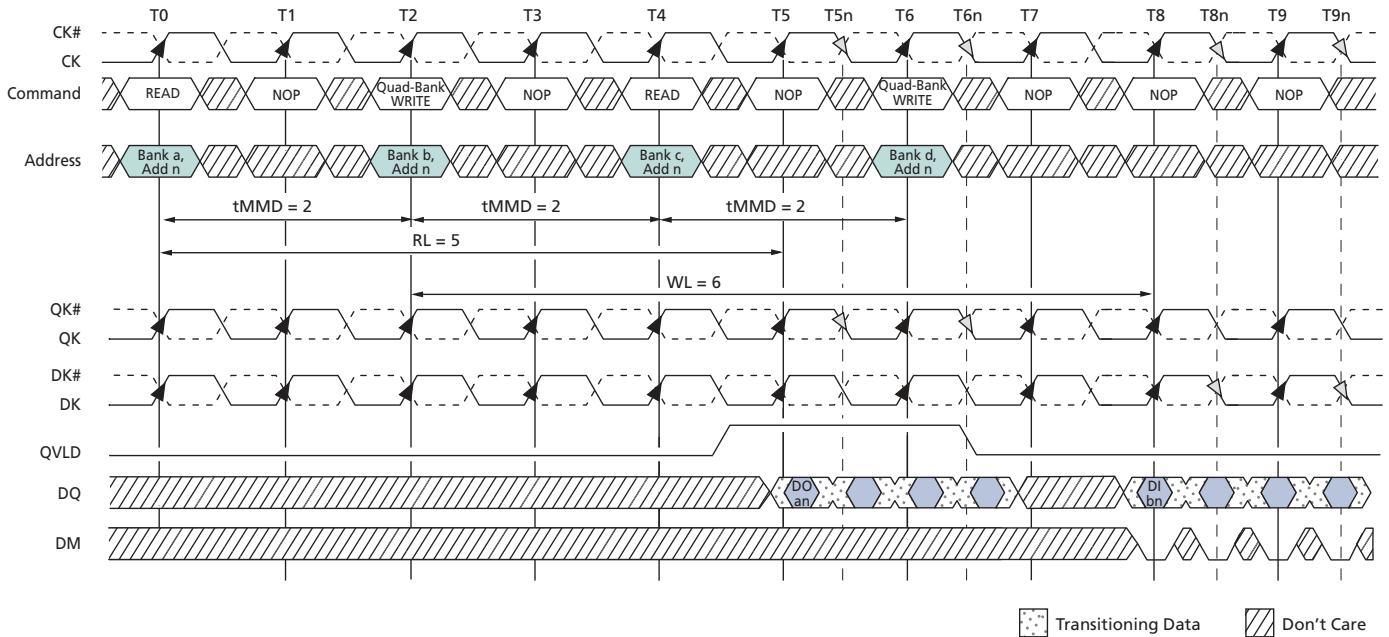 T0 T1 T2 T3 T4 T5 T5n T6 T6n T7 T8 T8n T9 T9n
CK#
CK
Command READ NOP Quad-Bank WRITE NOP READ NOP Quad-Bank WRITE NOP NOP NOP
Address Bank a, Add n Bank b, Add n Bank c, Add n Bank d, Add n
tMMD = 2 tMMD = 2 tMMD = 2
RL = 5
WL = 6
QK#
QK
DK#
DK
QVLD
DQ DO an DI bn
DM
Transitioning Data Don't Care